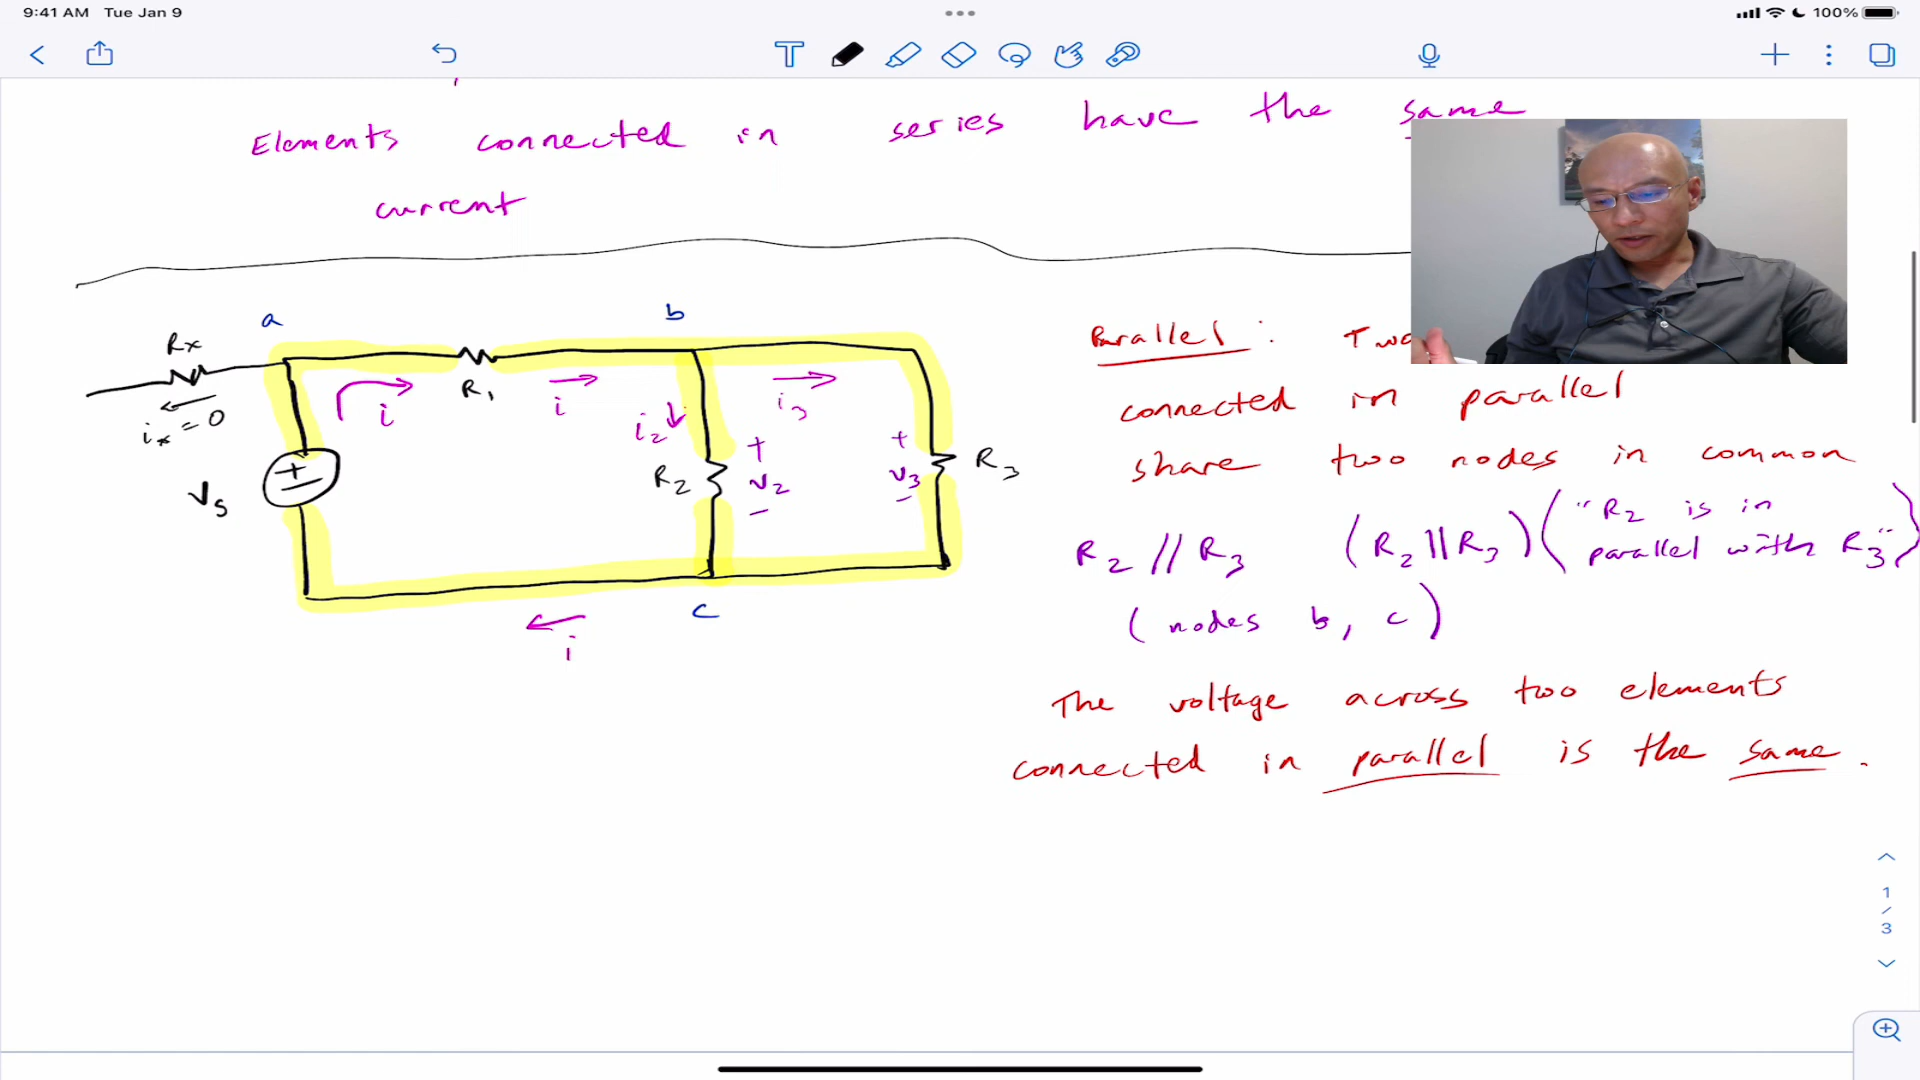 9:41 AM Tue Jan 9
100%
Elements connected in series have the same
current
a
b
Rx
R1
i
i
i3
ix = 0
i2
+
+
+
Vs
R2
v2
v3
R3
c
i
Parallel : Two
connected in parallel
share two nodes in common
R2 // R3 (R2 || R3) ("R2 is in
parallel with R3")
(nodes b, c)
The voltage across two elements
connected in parallel is the same.
1
/
3